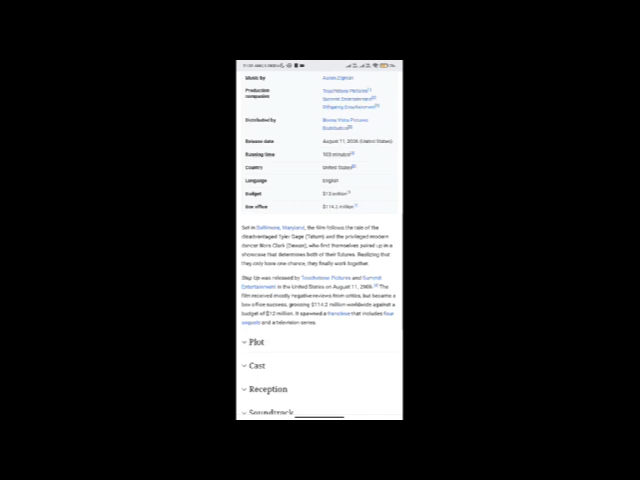 Music by Aaron Zigman
Production Touchstone Pictures
companies Summit Entertainment
Offspring Entertainment
Distributed by Buena Vista Pictures
Distribution
Release date August 11, 2006 (United States)
Running time 103 minutes
Country United States
Language English
Budget $12 million
Box office $114.2 million
Set in Baltimore, Maryland, the film follows the tale of the
disadvantaged Tyler Gage (Tatum) and the privileged modern
dancer Nora Clark (Dewan), who find themselves paired up in a
showcase that determines both of their futures. Realizing that
they only have one chance, they finally work together.
Step Up was released by Touchstone Pictures and Summit
Entertainment in the United States on August 11, 2006. The
film received mostly negative reviews from critics, but became a
box office success, grossing $114.2 million worldwide against a
budget of $12 million. It spawned a franchise that includes four
sequels and a television series.
Plot
Cast
Reception
Soundtrack